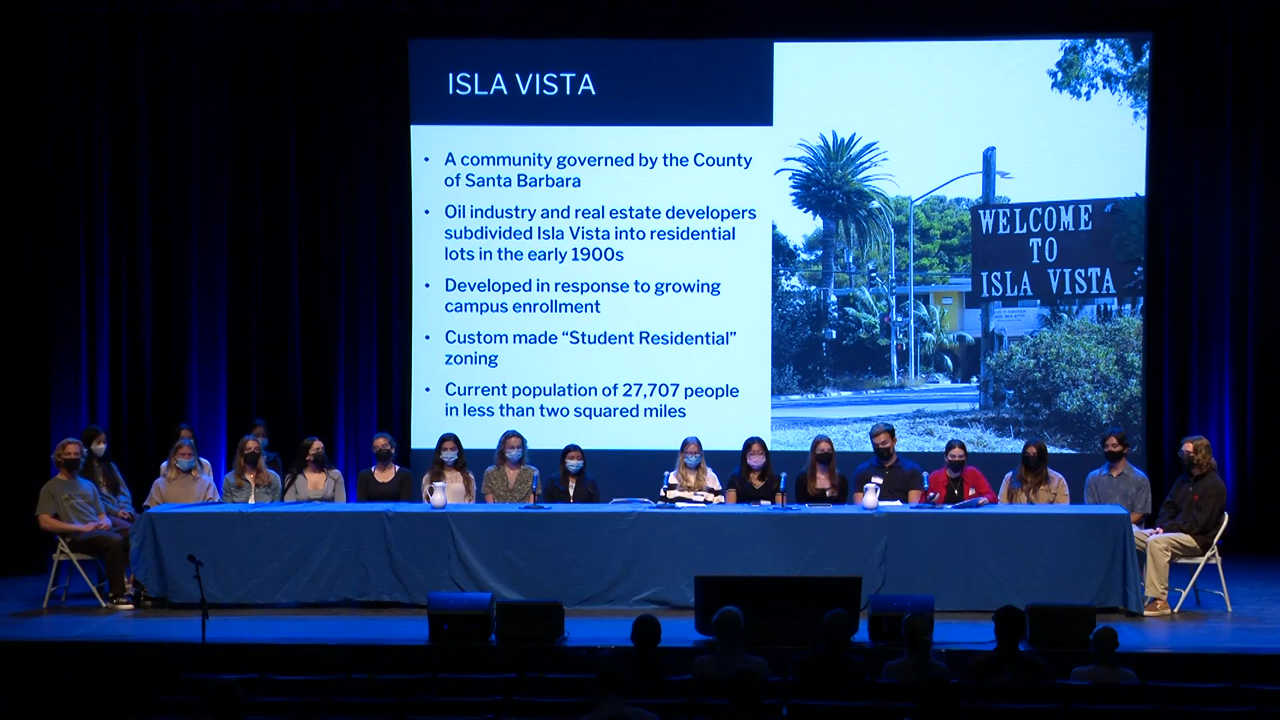 ISLA VISTA
• A community governed by the County
of Santa Barbara
• Oil industry and real estate developers
subdivided Isla Vista into residential
lots in the early 1900s
• Developed in response to growing
campus enrollment
• Custom made “Student Residential”
zoning
• Current population of 27,707 people
in less than two squared miles
WELCOME
TO
ISLA VISTA